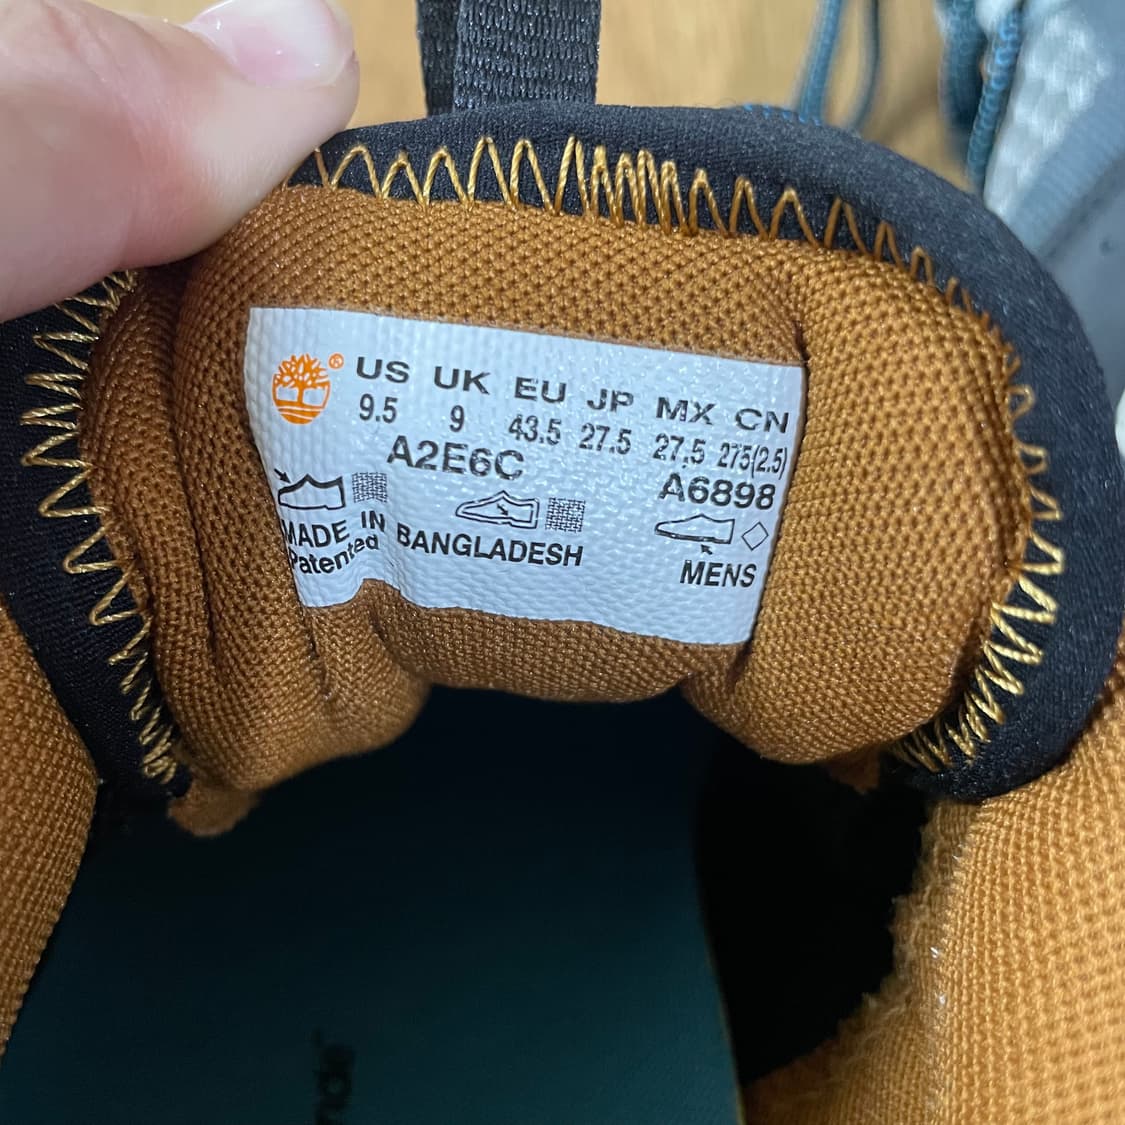 US UK EU JP MX CN
9.5 9 43.5 27.5 27.5 275(2.5)
A2E6C A6898
MADE IN BANGLADESH MENS
Patented